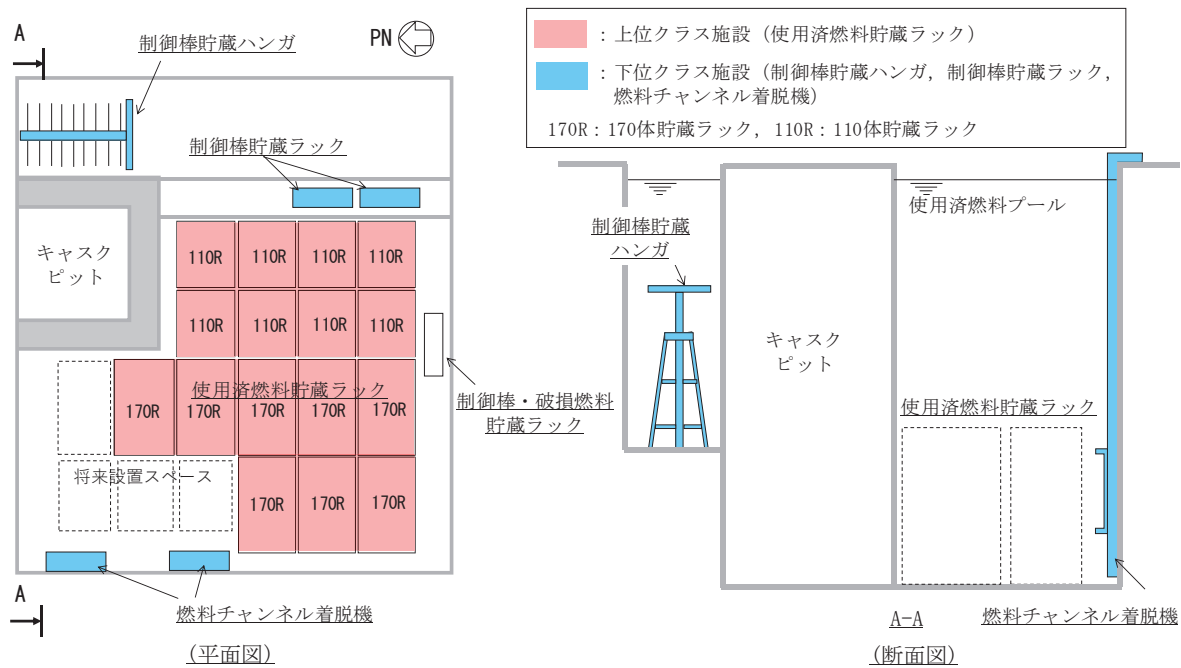 A
制御棒貯蔵ハンガ
PN
制御棒貯蔵ラック
キャスク
ピット
110R 110R 110R 110R
110R 110R 110R 110R
使用済燃料貯蔵ラック
170R 170R 170R 170R 170R
制御棒・破損燃料
貯蔵ラック
将来設置スペース
170R 170R 170R
A
燃料チャンネル着脱機
(平面図)
：上位クラス施設（使用済燃料貯蔵ラック）
：下位クラス施設（制御棒貯蔵ハンガ，制御棒貯蔵ラック，
燃料チャンネル着脱機）
170R：170体貯蔵ラック，110R：110体貯蔵ラック
使用済燃料プール
制御棒貯蔵
ハンガ
キャスク
ピット
使用済燃料貯蔵ラック
A-A
燃料チャンネル着脱機
(断面図)